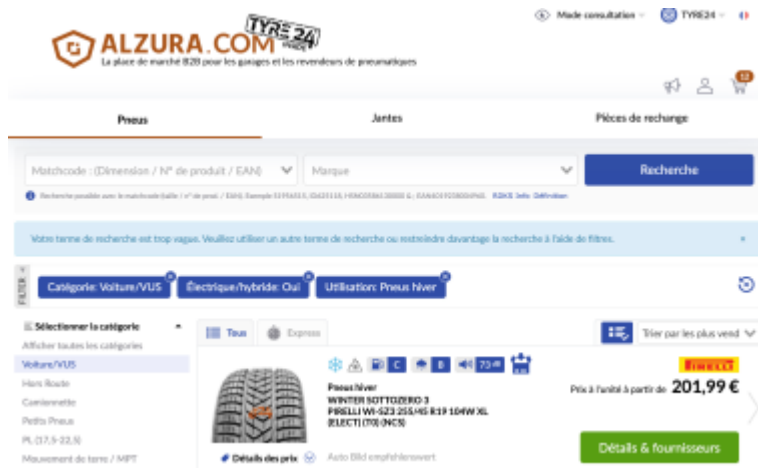 Mode consultation
TYRE24
ALZURA.COM
TYRE 24
La place de marché B2B pour les garages et les revendeurs de pneumatiques
12
Pneus
Jantes
Pièces de rechange
Matchcode : (Dimension / N° de produit / EAN)
Marque
Recherche
Votre terme de recherche est trop vague. Veuillez utiliser un autre terme de recherche ou restreindre davantage la recherche à l'aide de filtres.
FILTER
Catégorie: Voiture/VUS
Électrique/hybride: Oui
Utilisation: Pneus hiver
Sélectionner la catégorie
Tous
Express
Trier par les plus vend
Afficher toutes les catégories
Voiture/VUS
Hors Route
Camionnette
Petits Pneus
PL (17,5-22,5)
Mouvement de terre / MPT
C
B
73 dB
Pneus hiver
WINTER SOTTOZERO 3
PIRELLI WI-SZ3 255/45 R19 104W XL
(ELECT) (T0) (NCS)
PIRELLI
Prix à l'unité à partir de 201,99 €
Détails & fournisseurs
Détails des prix
Auto Bild empfehlenswert